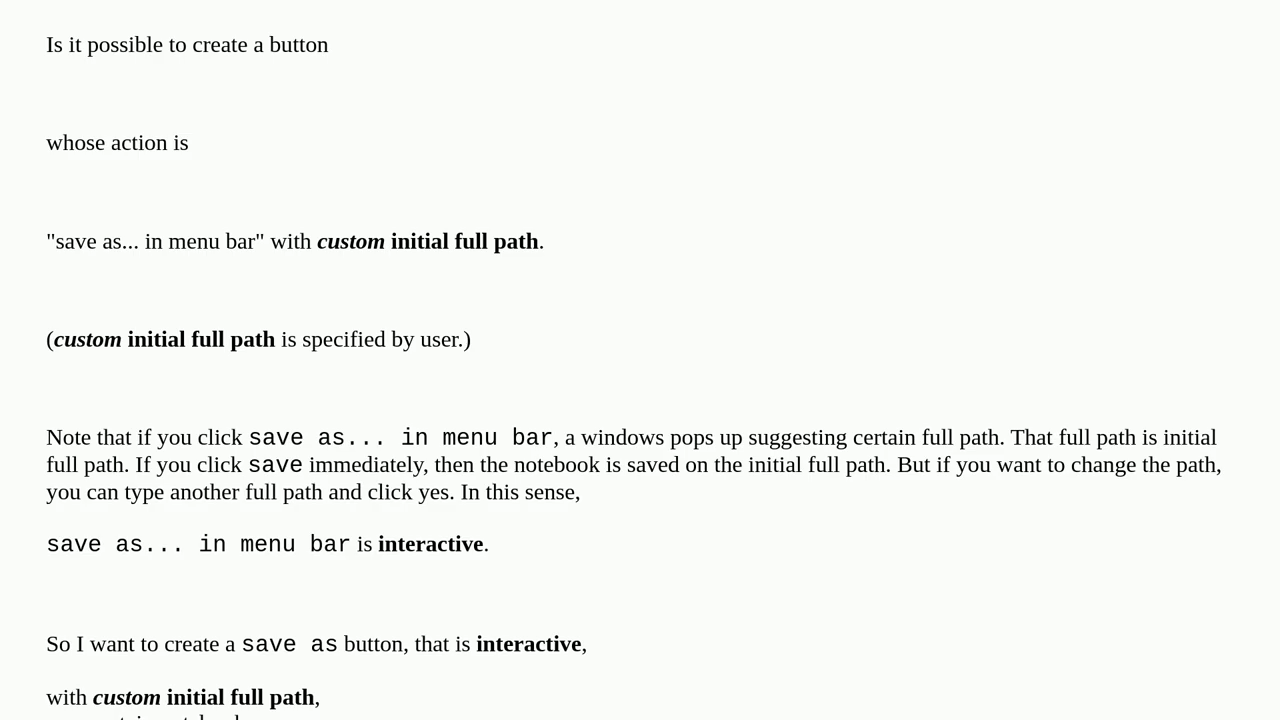 Is it possible to create a button
whose action is
"save as... in menu bar" with custom initial full path.
(custom initial full path is specified by user.)
Note that if you click save as... in menu bar, a windows pops up suggesting certain full path. That full path is initial
full path. If you click save immediately, then the notebook is saved on the initial full path. But if you want to change the path,
you can type another full path and click yes. In this sense,
save as... in menu bar is interactive.
So I want to create a save as button, that is interactive,
with custom initial full path,